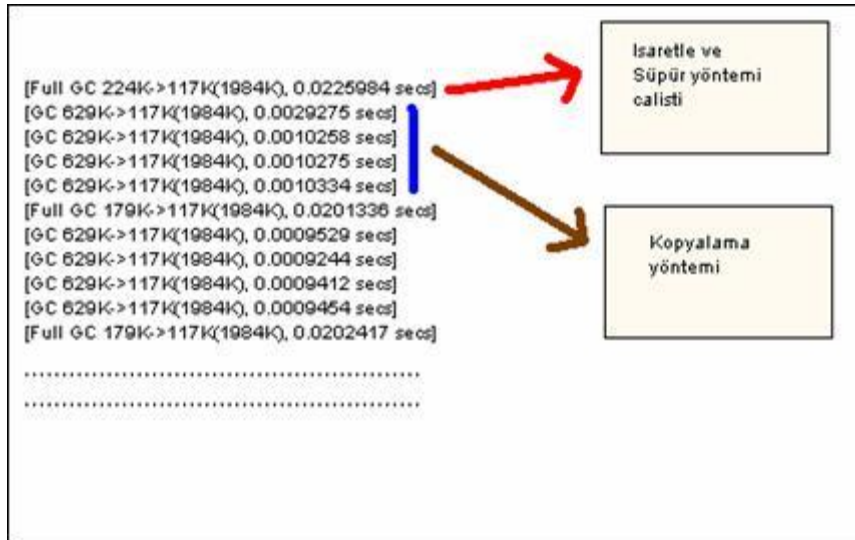 [Full GC 224K->117K(1984K), 0.0225984 secs]
[GC 629K->117K(1984K), 0.0029275 secs]
[GC 629K->117K(1984K), 0.0010258 secs]
[GC 629K->117K(1984K), 0.0010275 secs]
[GC 629K->117K(1984K), 0.0010334 secs]
[Full GC 179K->117K(1984K), 0.0201336 secs]
[GC 629K->117K(1984K), 0.0009529 secs]
[GC 629K->117K(1984K), 0.0009244 secs]
[GC 629K->117K(1984K), 0.0009412 secs]
[GC 629K->117K(1984K), 0.0009454 secs]
[Full GC 179K->117K(1984K), 0.0202417 secs]
.....................................................
.....................................................
Isaretle ve
Süpür yöntemi
calisti
Kopyalama
yöntemi